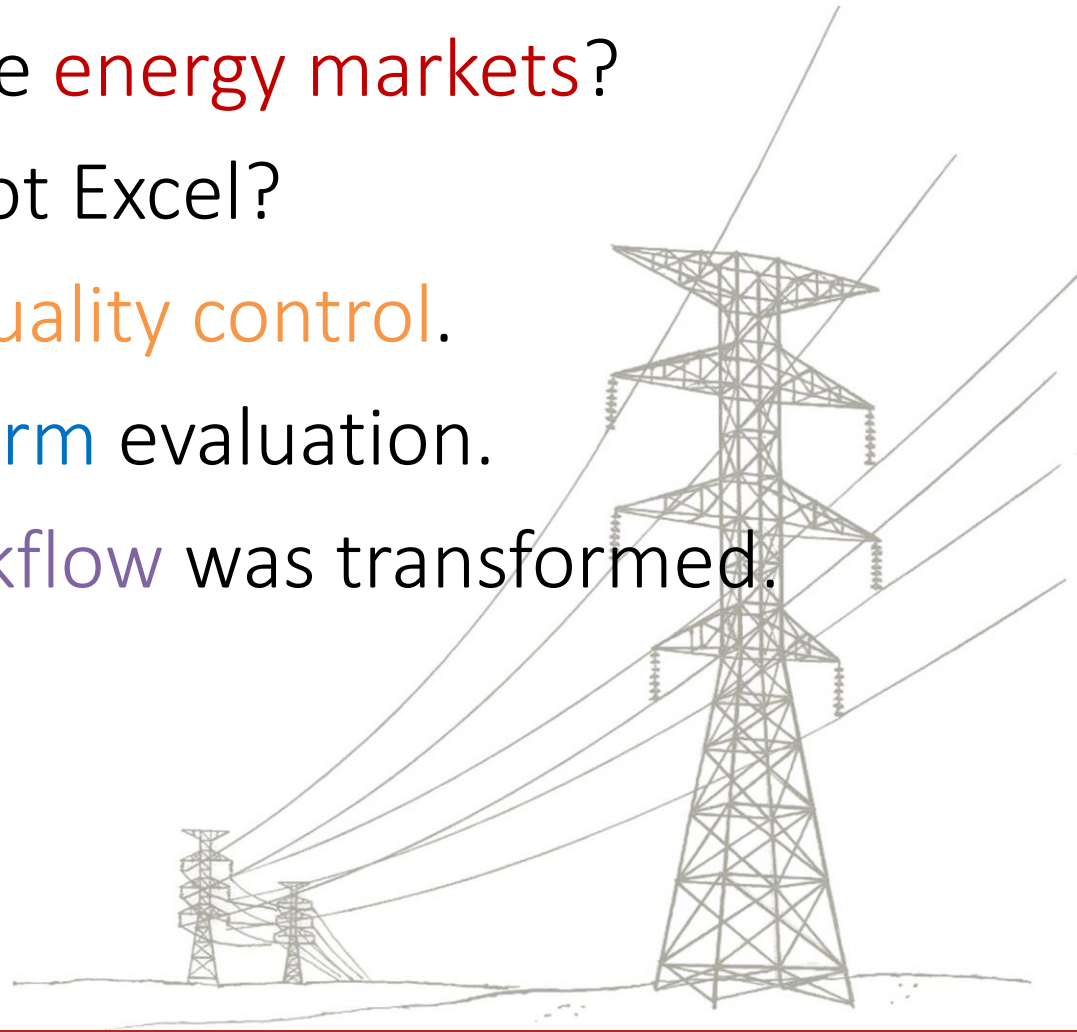 e energy markets?
ot Excel?
uality control.
rm evaluation.
kflow was transformed.